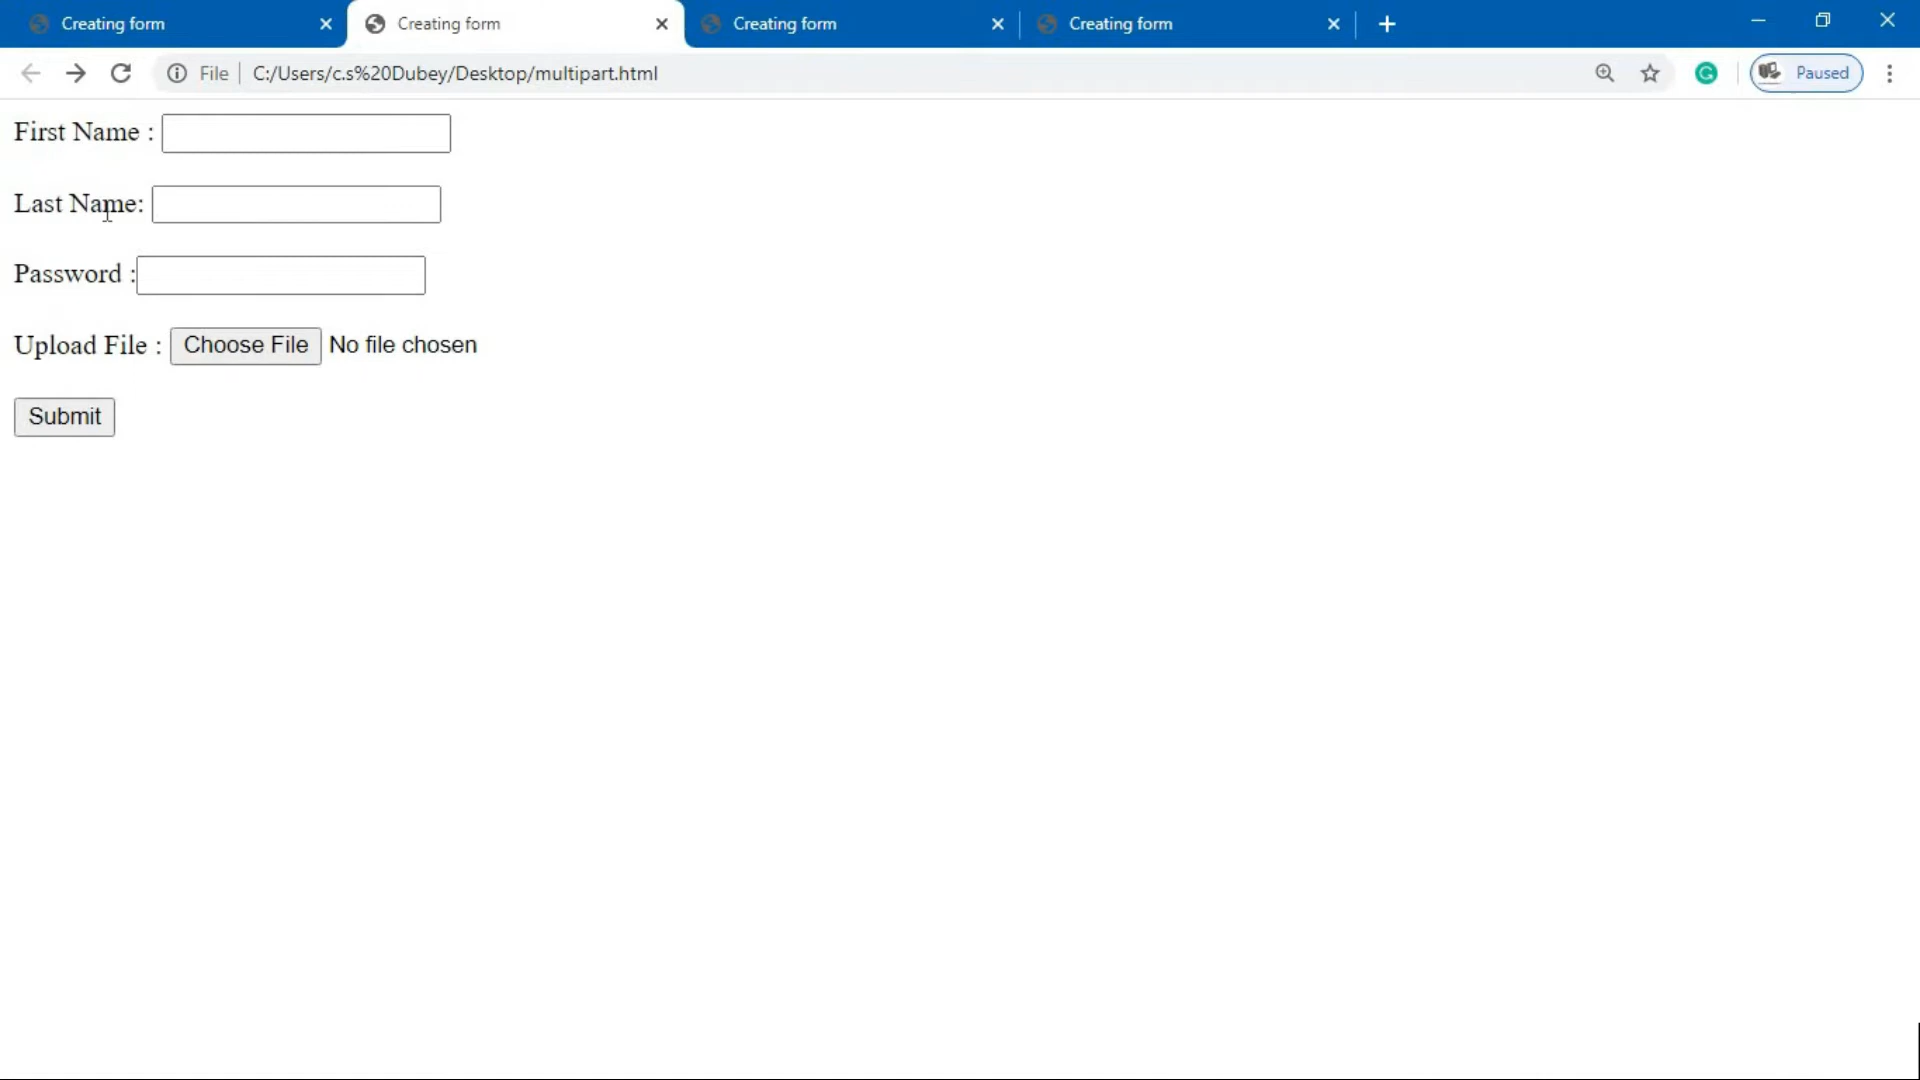 Creating form
Creating form
Creating form
Creating form
File C:/Users/c.s%20Dubey/Desktop/multipart.html
Paused
First Name :
Last Name:
Password :
Upload File : Choose File No file chosen
Submit